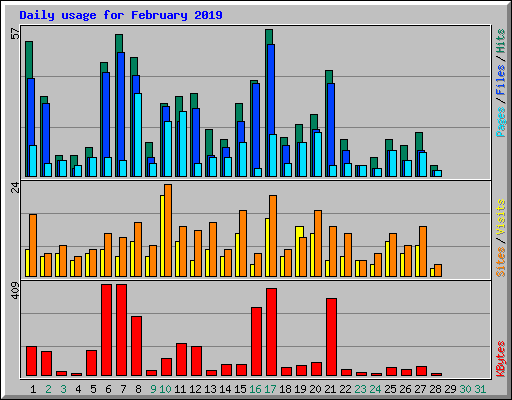 Daily usage for February 2019
57
Pages / Files / Hits
24
Sites / Visits
409
KBytes
1 2 3 4 5 6 7 8 9 10 11 12 13 14 15 16 17 18 19 20 21 22 23 24 25 26 27 28 29 30 31